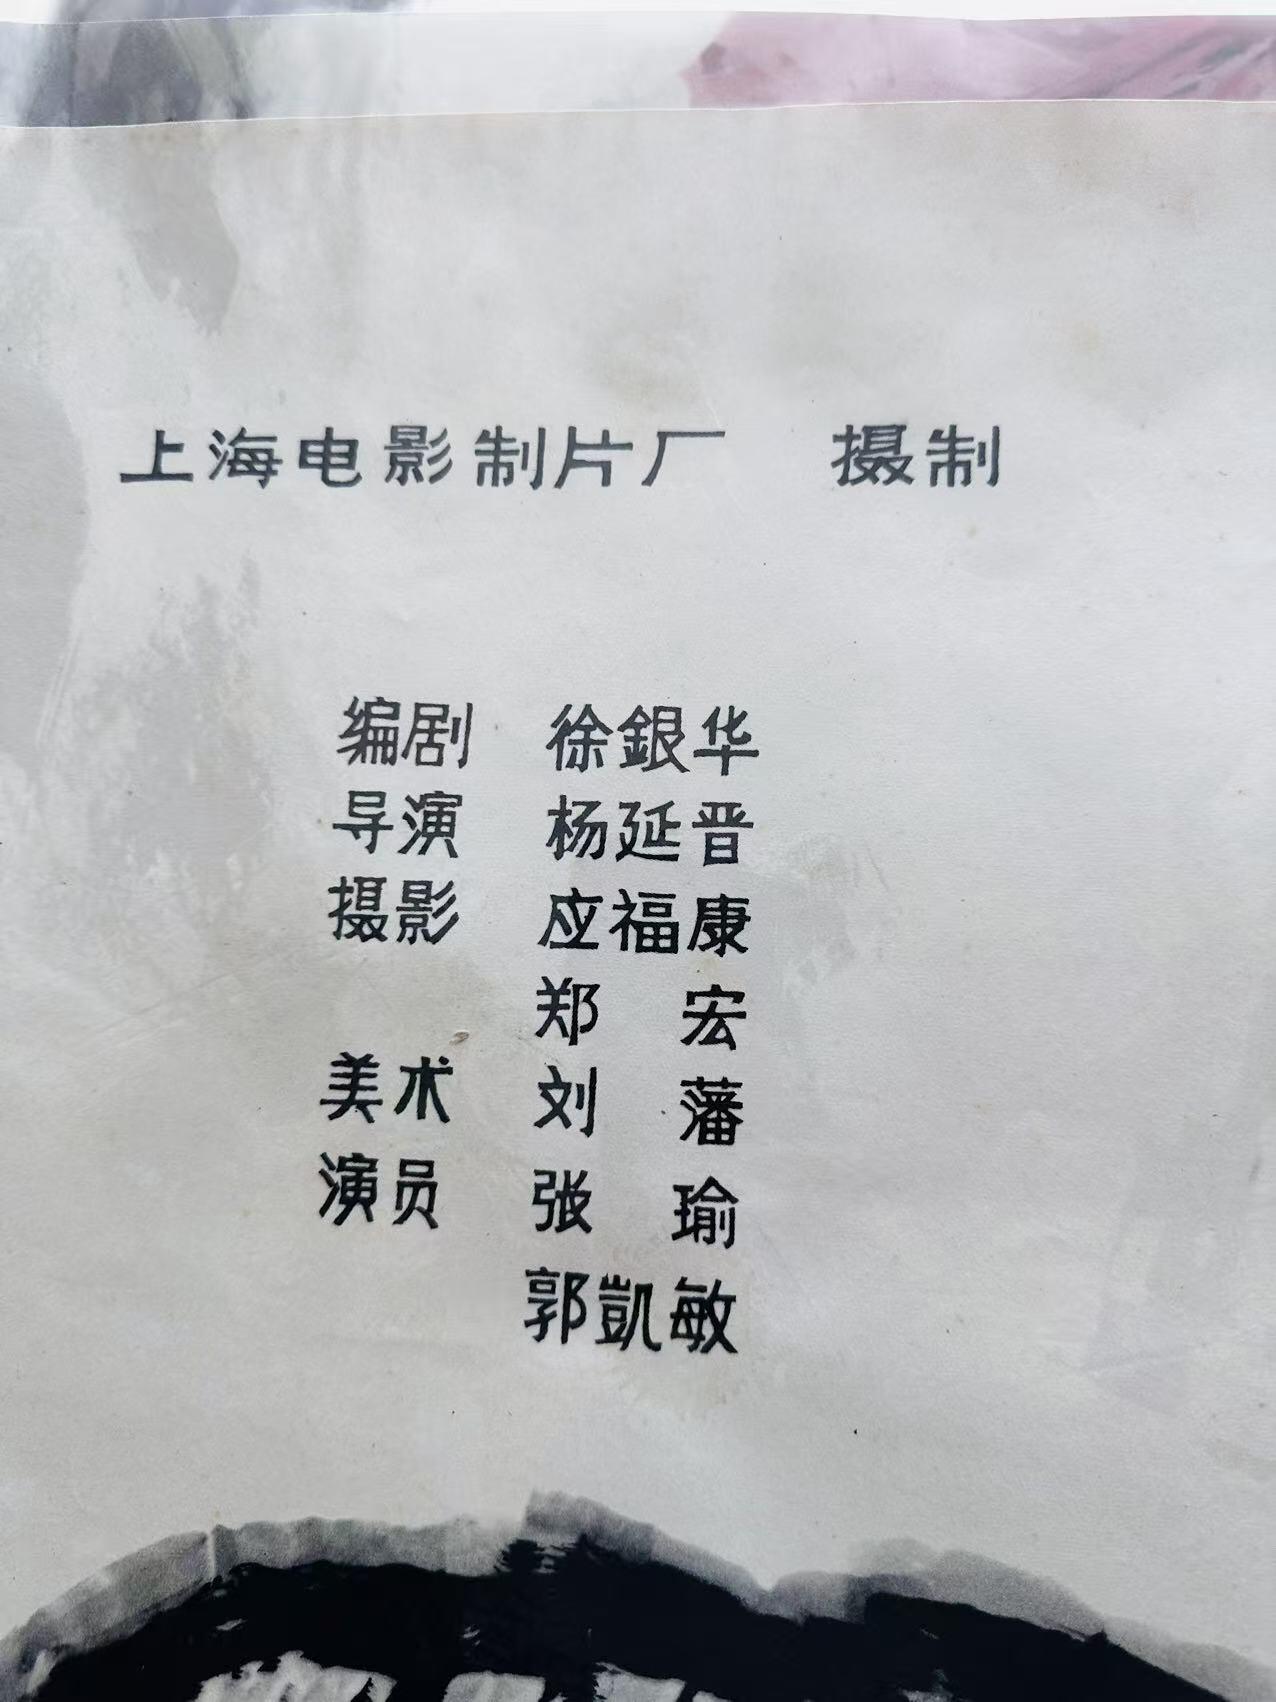 上海电影制片厂 摄制
编剧 徐銀华
导演 杨延晋
摄影 应福康
郑 宏
美术 刘 藩
演员 张 瑜
郭凱敏